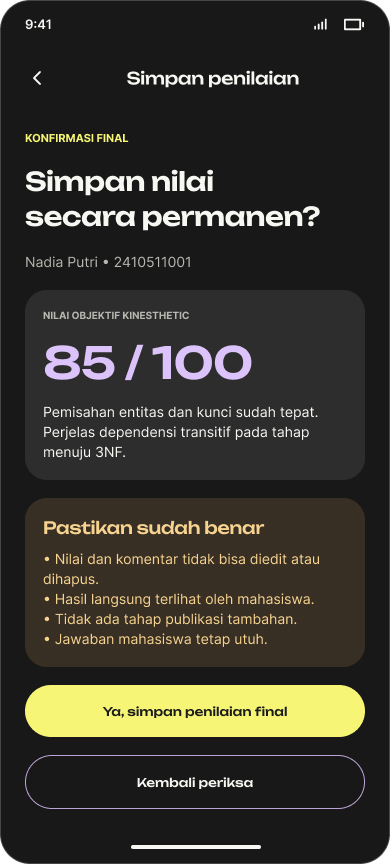 9:41
Simpan penilaian
KONFIRMASI FINAL
Simpan nilai
secara permanen?
Nadia Putri • 2410511001
NILAI OBJEKTIF KINESTHETIC
85 / 100
Pemisahan entitas dan kunci sudah tepat.
Perjelas dependensi transitif pada tahap
menuju 3NF.
Pastikan sudah benar
• Nilai dan komentar tidak bisa diedit atau
dihapus.
• Hasil langsung terlihat oleh mahasiswa.
• Tidak ada tahap publikasi tambahan.
• Jawaban mahasiswa tetap utuh.
Ya, simpan penilaian final
Kembali periksa